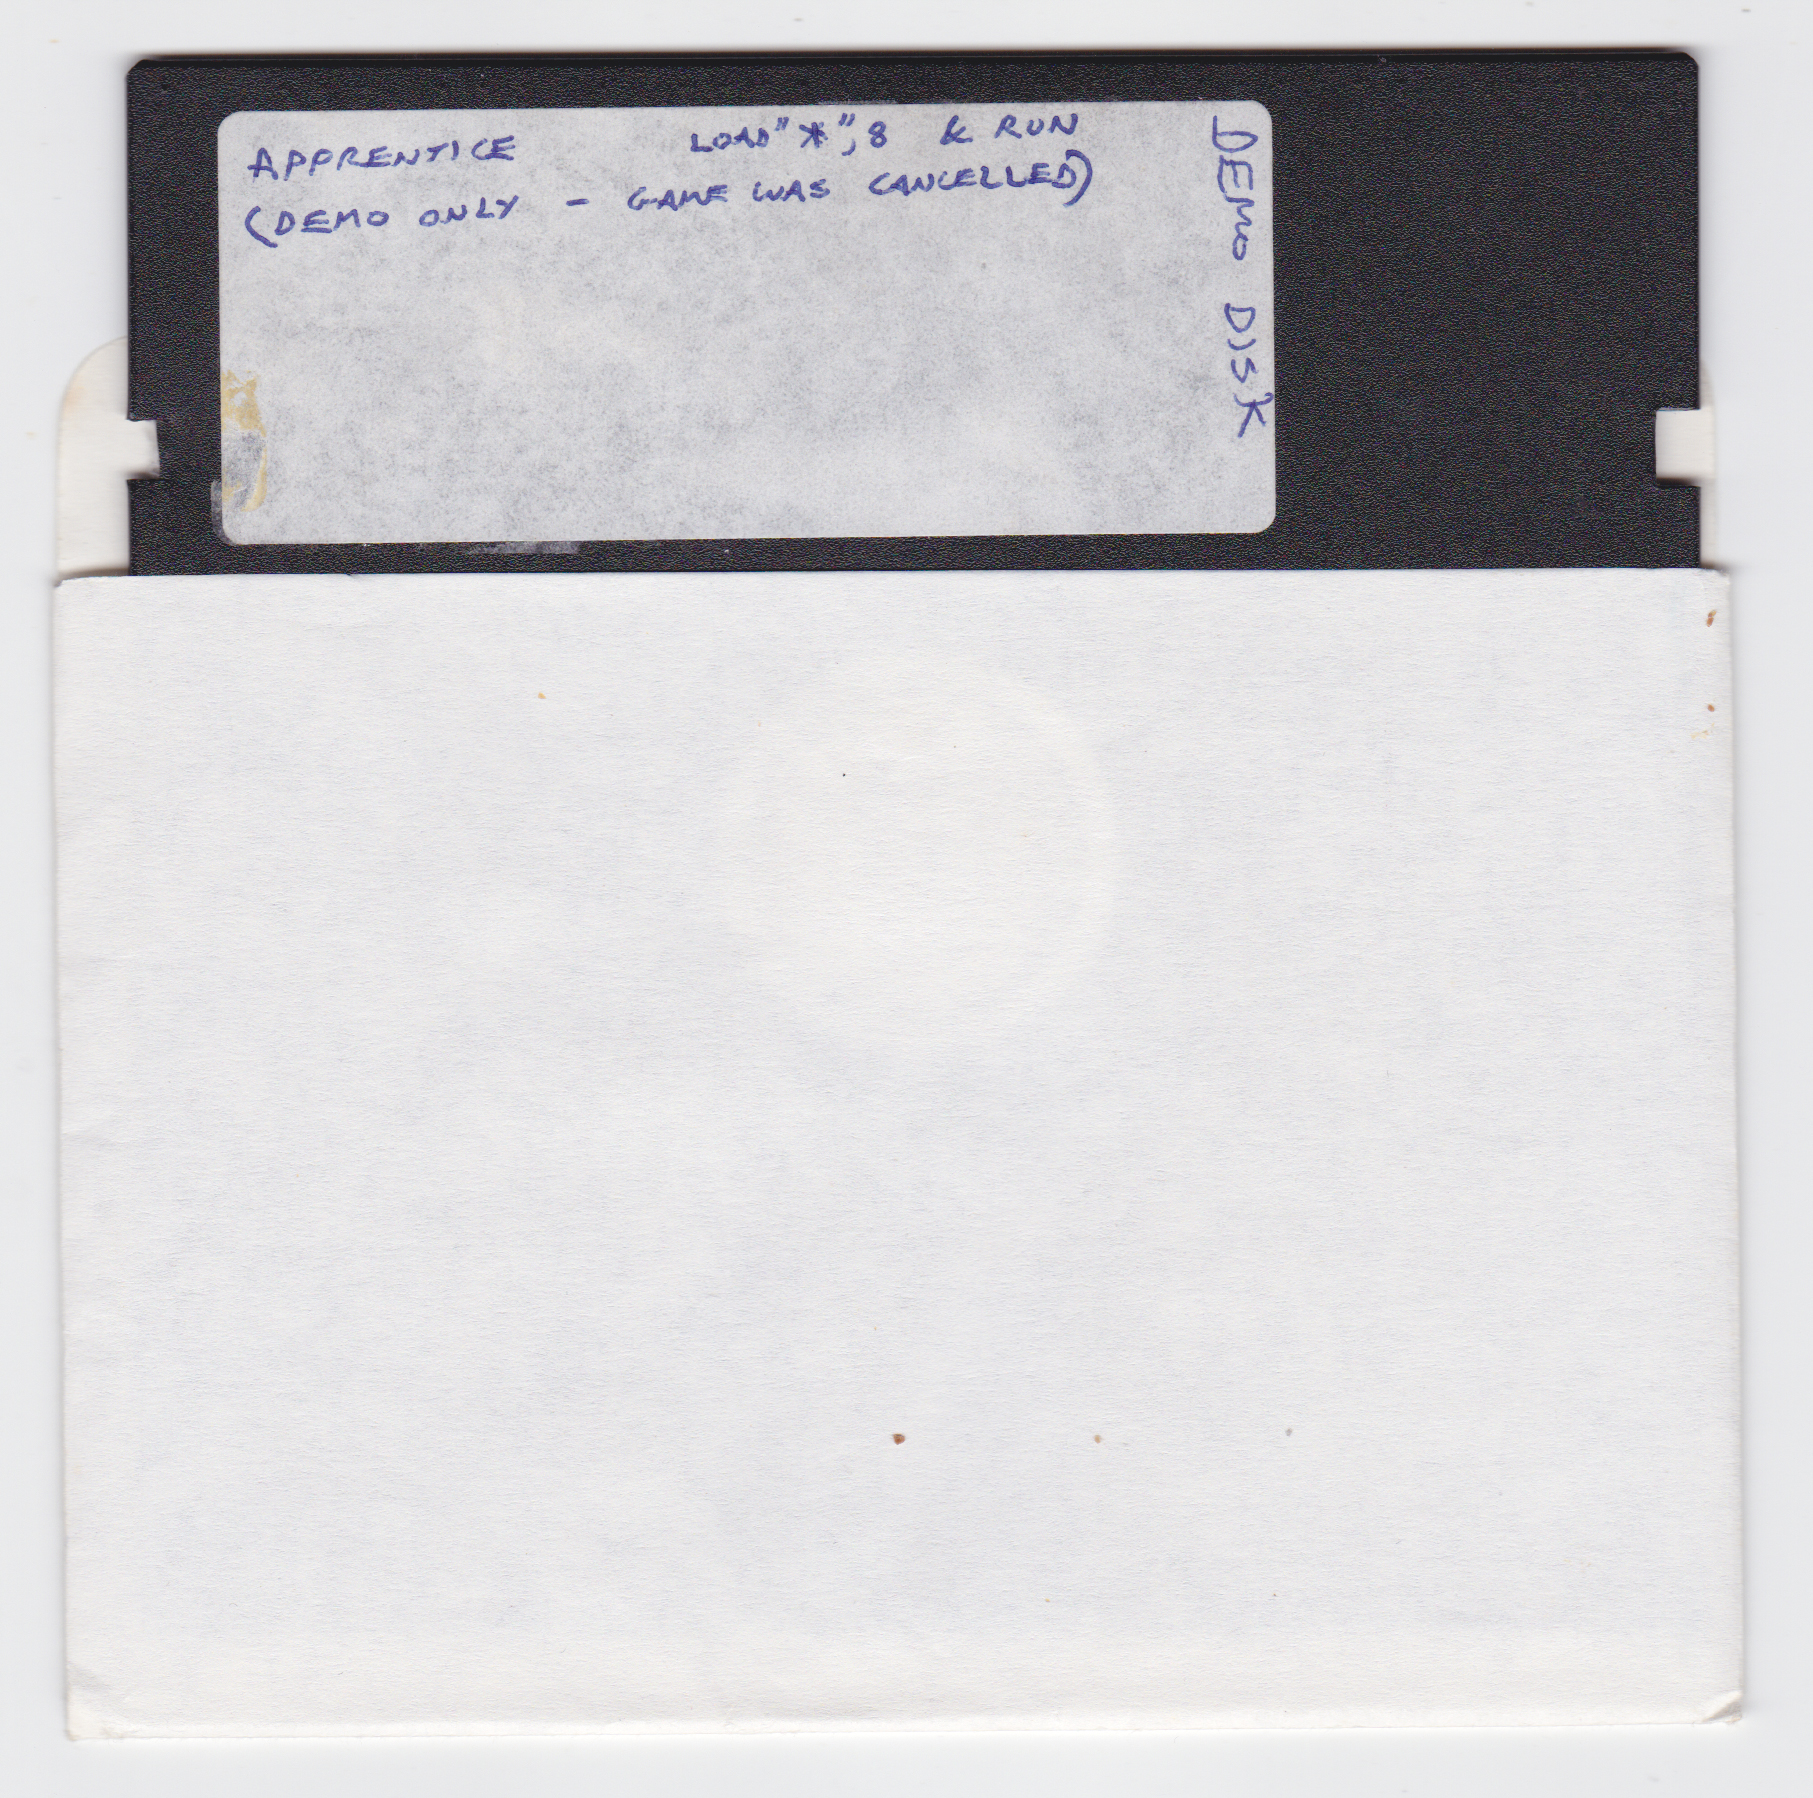 APPRENTICE LOAD"*",8 & RUN
(DEMO ONLY - GAME WAS CANCELLED)
DEMO DISK